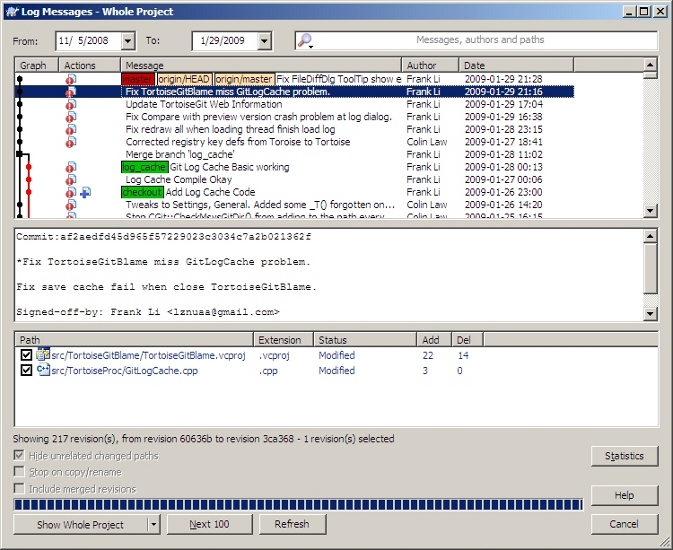 Log Messages - Whole Project
From: 11/ 5/2008 To: 1/29/2009 Messages, authors and paths
Graph Actions Message Author Date
master origin/HEAD origin/master Fix FileDiffDlg ToolTip show e Frank Li 2009-01-29 21:28
Fix TortoiseGitBlame miss GitLogCache problem. Frank Li 2009-01-29 21:16
Update TortoiseGit Web Information Frank Li 2009-01-29 17:04
Fix Compare with preview version crash problem at log dialog. Frank Li 2009-01-29 16:38
Fix redraw all when loading thread finish load log Frank Li 2009-01-28 23:15
Corrected registry key defs from Toroise to Tortoise Colin Law 2009-01-27 18:41
Merge branch 'log_cache' Frank Li 2009-01-28 11:02
log_cache Git Log Cache Basic working Frank Li 2009-01-28 00:13
Log Cache Compile Okay Frank Li 2009-01-27 00:06
checkout Add Log Cache Code Frank Li 2009-01-26 23:00
Tweaks to Settings, General. Added some _T() forgotten on... Colin Law 2009-01-26 14:20
Stop CGit::CheckMsysGitDir() from adding to the path every Colin Law 2009-01-25 16:15
Commit:af2aedfd45d965f57229023c3034c7a2b021362f
*Fix TortoiseGitBlame miss GitLogCache problem.
Fix save cache fail when close TortoiseGitBlame.
Signed-off-by: Frank Li <lznuaa@gmail.com>
Path Extension Status Add Del
src/TortoiseGitBlame/TortoiseGitBlame.vcproj .vcproj Modified 22 14
src/TortoiseProc/GitLogCache.cpp .cpp Modified 3 0
Showing 217 revision(s), from revision 60636b to revision 3ca368 - 1 revision(s) selected
Hide unrelated changed paths Statistics
Stop on copy/rename
Include merged revisions Help
Show Whole Project Next 100 Refresh Cancel